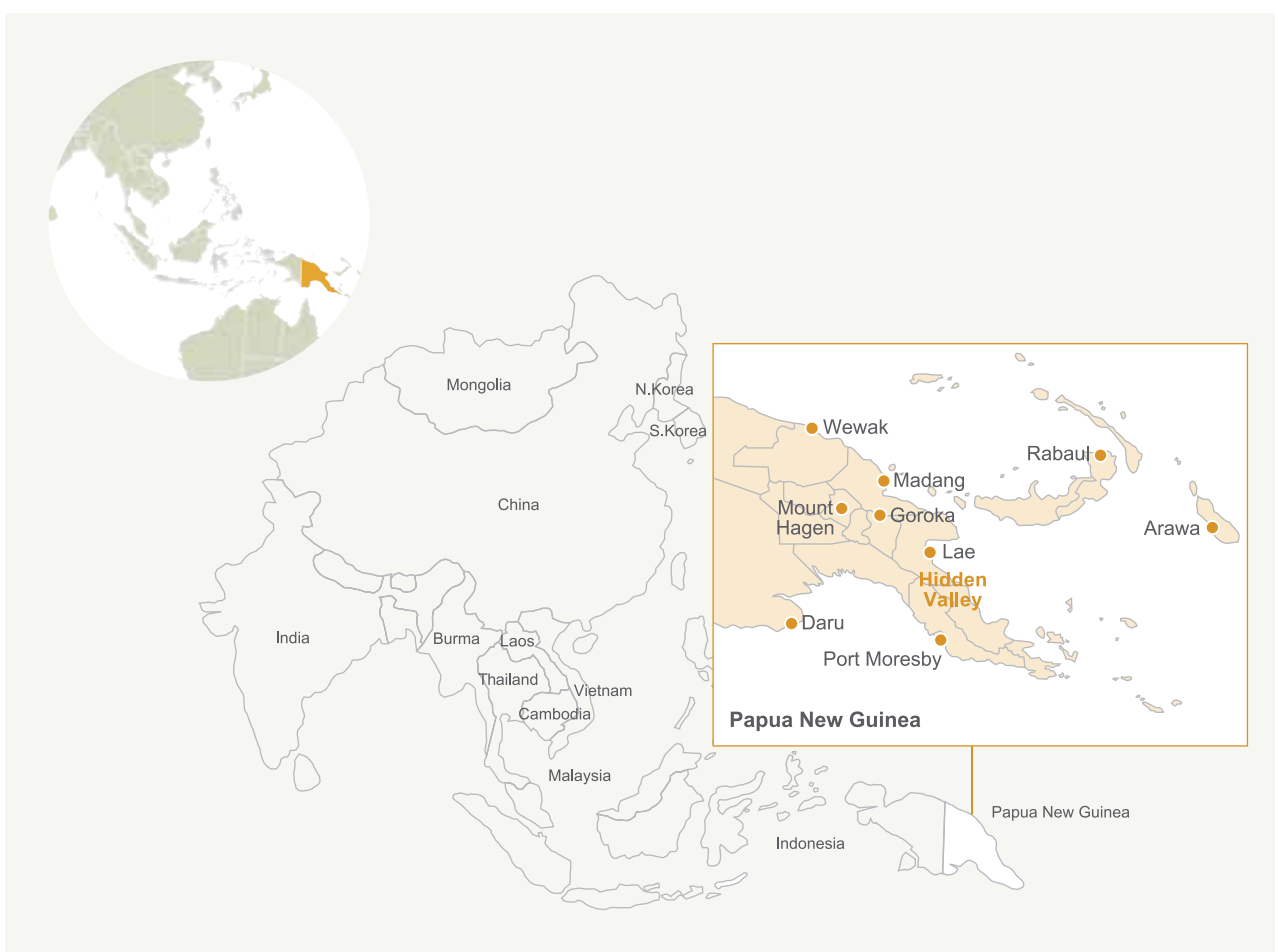 Mongolia
N.Korea
S.Korea
China
India
Burma
Laos
Thailand
Vietnam
Cambodia
Malaysia
Indonesia
Papua New Guinea
Wewak
Rabaul
Madang
Mount
Hagen
Goroka
Arawa
Lae
Hidden
Valley
Daru
Port Moresby
Papua New Guinea